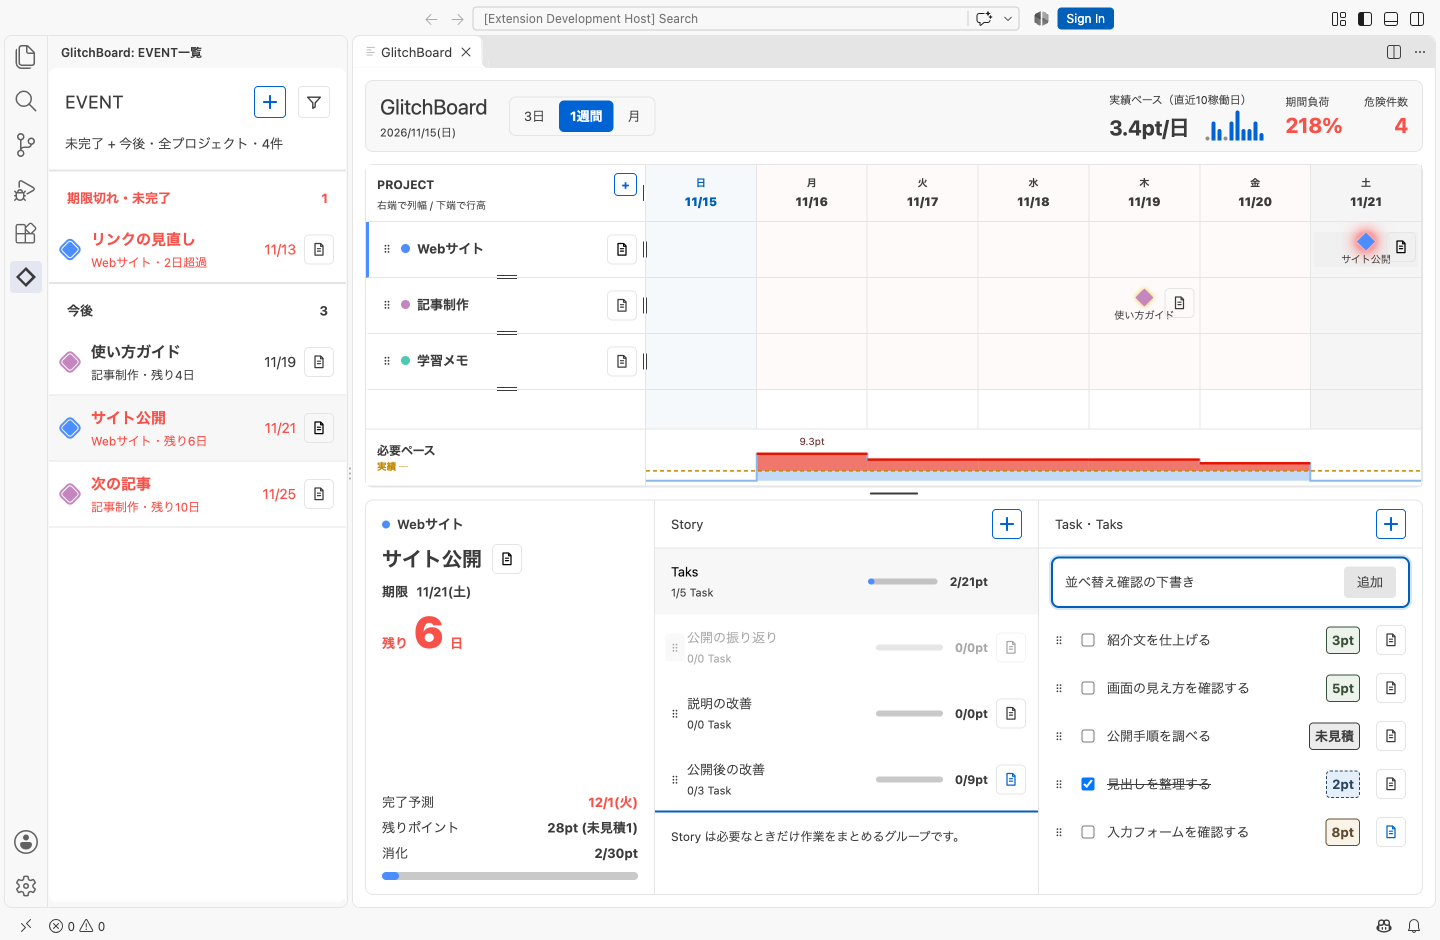 [Extension Development Host] Search
Sign In
GlitchBoard: EVENT一覧
GlitchBoard
EVENT
未完了 + 今後・全プロジェクト・4件
期限切れ・未完了 1
リンクの見直し 11/13
Webサイト・2日超過
今後 3
使い方ガイド 11/19
記事制作・残り4日
サイト公開 11/21
Webサイト・残り6日
次の記事 11/25
記事制作・残り10日
GlitchBoard
2026/11/15(日)
3日 1週間 月
実績ペース（直近10稼働日）
3.4pt/日
期間負荷
218%
危険件数
4
PROJECT
右端で列幅 / 下端で行高
日 月 火 水 木 金 土
11/15 11/16 11/17 11/18 11/19 11/20 11/21
Webサイト
サイト公開
記事制作
使い方ガイド
学習メモ
必要ペース
実績
9.3pt
Webサイト
サイト公開
期限 11/21(土)
残り 6 日
完了予測 12/1(火)
残りポイント 28pt (未見積1)
消化 2/30pt
Story
Taks
1/5 Task
2/21pt
公開の振り返り
0/0 Task
0/0pt
説明の改善
0/0 Task
0/0pt
公開後の改善
0/3 Task
0/9pt
Story は必要なときだけ作業をまとめるグループです。
Task・Taks
並べ替え確認の下書き 追加
紹介文を仕上げる 3pt
画面の見え方を確認する 5pt
公開手順を調べる 未見積
見出しを整理する 2pt
入力フォームを確認する 8pt
0 0